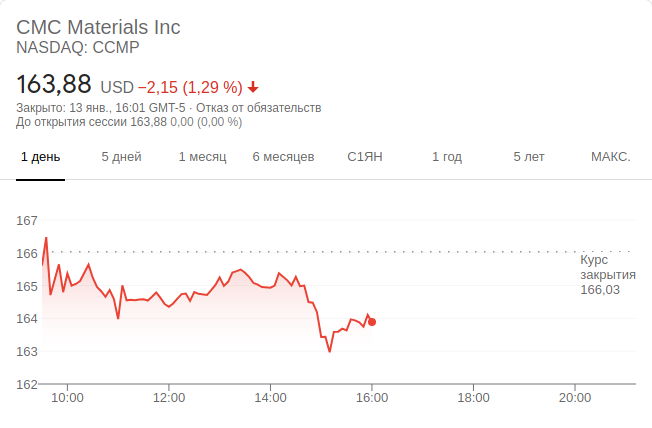 CMC Materials Inc
NASDAQ: CCMP
163,88 USD −2,15 (1,29 %)
Закрыто: 13 янв., 16:01 GMT-5 · Отказ от обязательств
До открытия сессии 163,88 0,00 (0,00 %)
1 день 5 дней 1 месяц 6 месяцев С1ЯН 1 год 5 лет МАКС.
167
166
Курс
закрытия
166,03
165
164
163
162
10:00 12:00 14:00 16:00 18:00 20:00